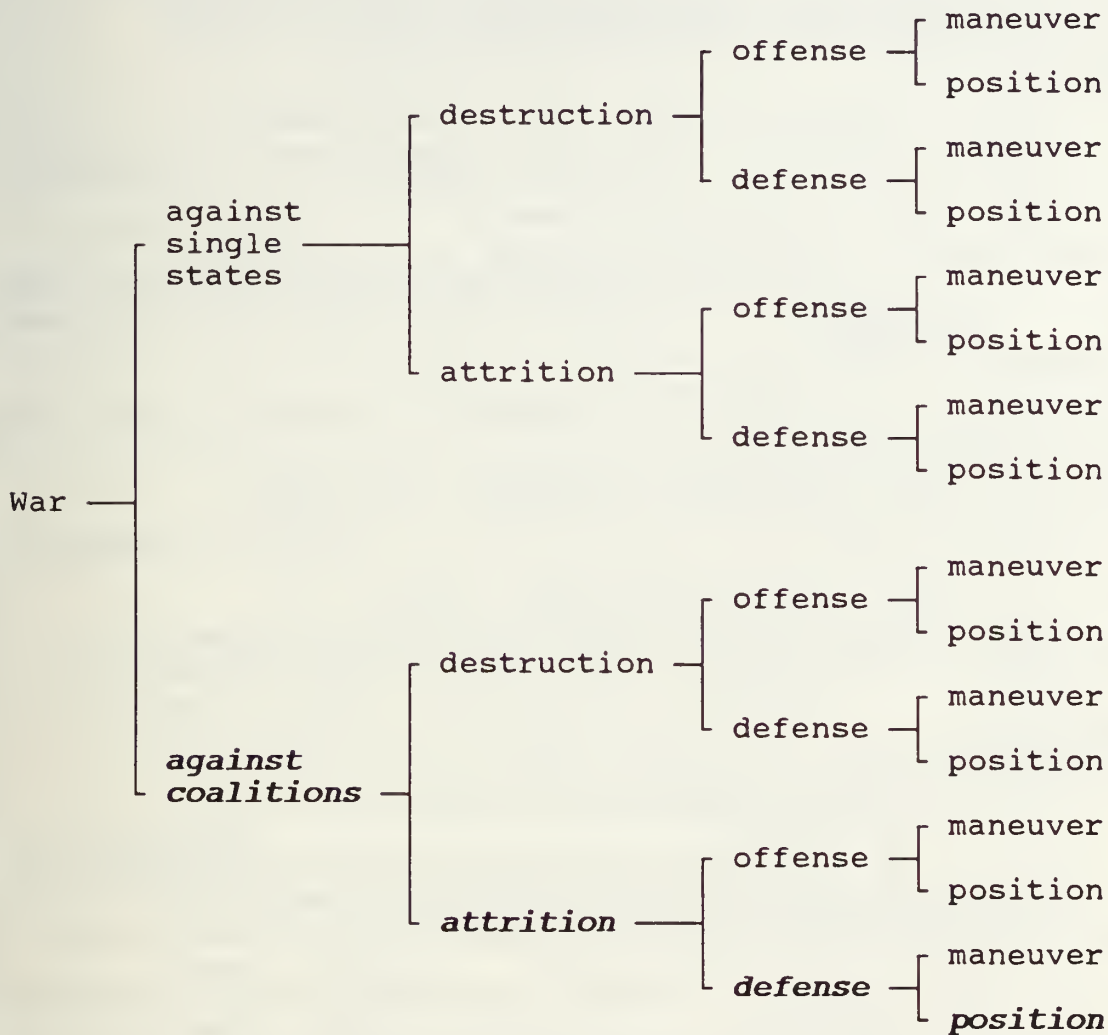 maneuver
offense
position
destruction
maneuver
defense
position
against
single
states
maneuver
offense
position
attrition
maneuver
defense
position
War
maneuver
offense
position
destruction
maneuver
defense
position
against
coalitions
maneuver
offense
position
attrition
maneuver
defense
position